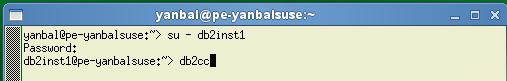 yanbal@pe-yanbalsuse:~
yanbal@pe-yanbalsuse:~> su - db2inst1
Password:
db2inst1@pe-yanbalsuse:~> db2cc